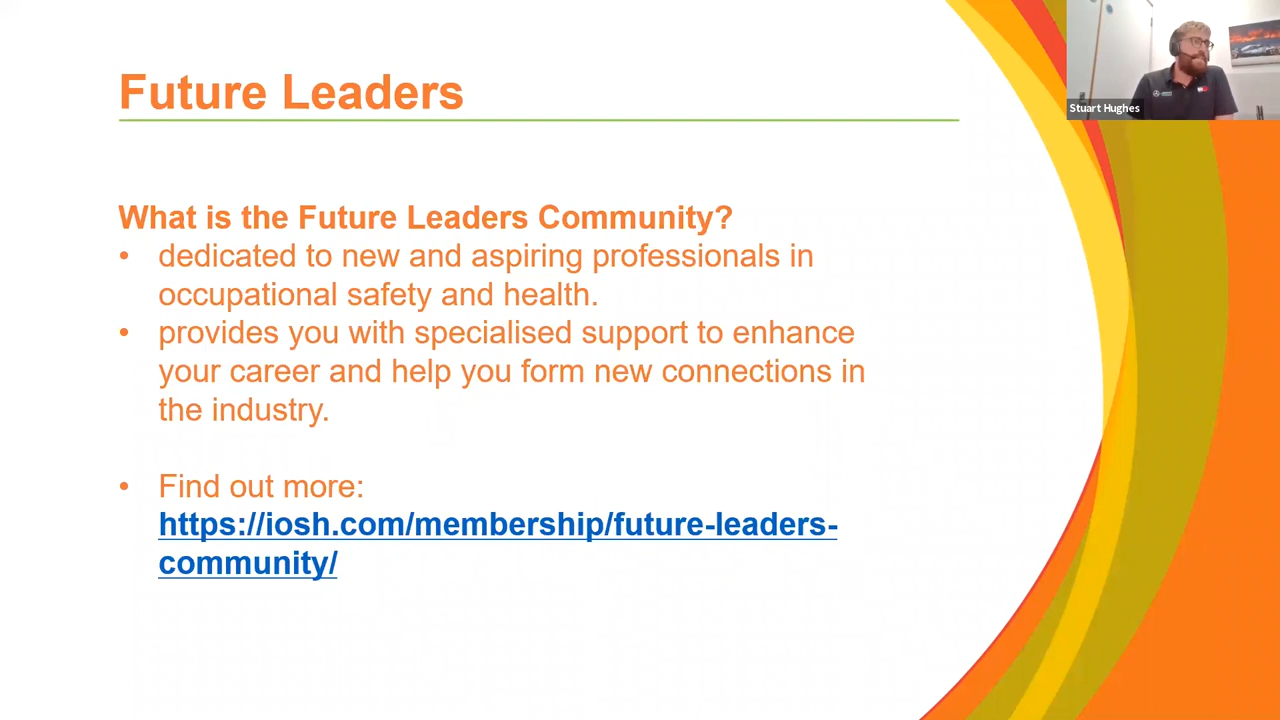 Future Leaders
Stuart Hughes
What is the Future Leaders Community?
• dedicated to new and aspiring professionals in
occupational safety and health.
• provides you with specialised support to enhance
your career and help you form new connections in
the industry.
• Find out more:
https://iosh.com/membership/future-leaders-
community/